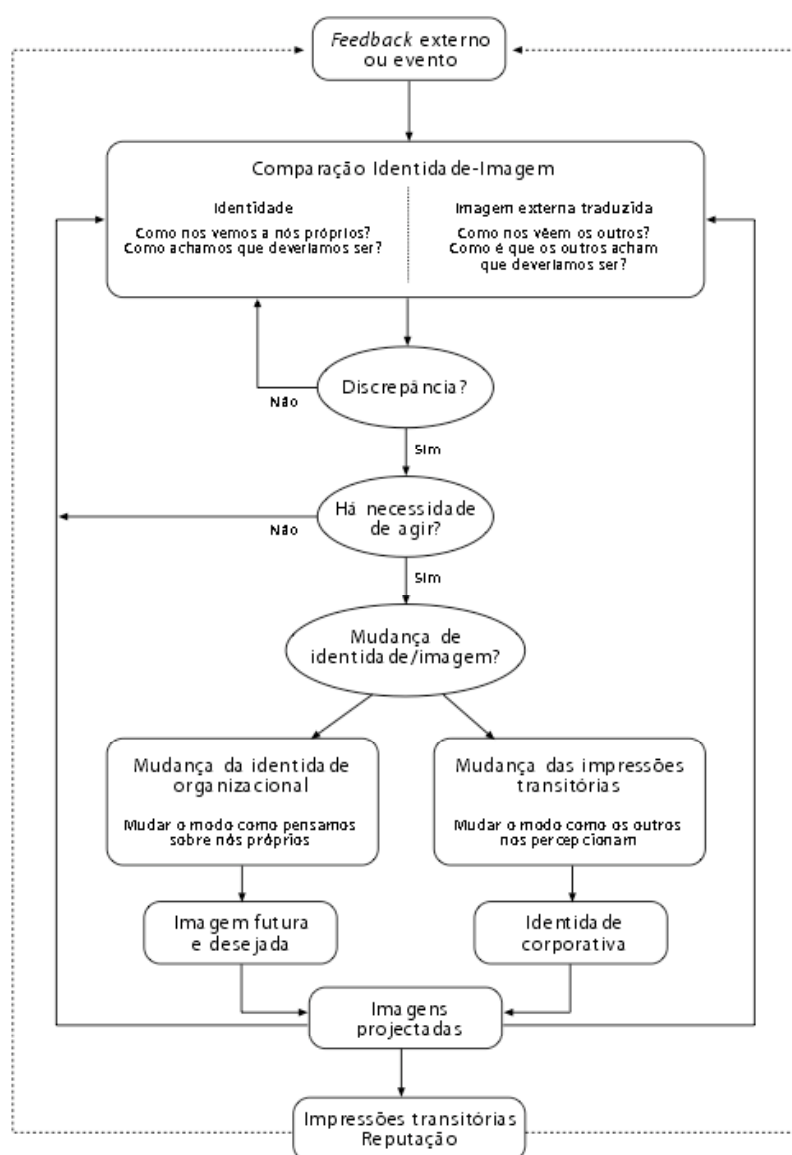 Feedback externo
ou evento
Comparação Identidade-Imagem
Identidade
Como nos vemos a nós próprios?
Como achamos que deveríamos ser?
Imagem externa traduzida
Como nos vêem os outros?
Como é que os outros acham
que deveríamos ser?
Discrepância?
Não
Sim
Há necessidade
de agir?
Não
Sim
Mudança de
identidade/imagem?
Mudança da identidade
organizacional
Mudar o modo como pensamos
sobre nós próprios
Mudança das impressões
transitórias
Mudar o modo como os outros
nos percepcionam
Imagem futura
e desejada
Identidade
corporativa
Imagens
projectadas
Impressões transitórias
Reputação